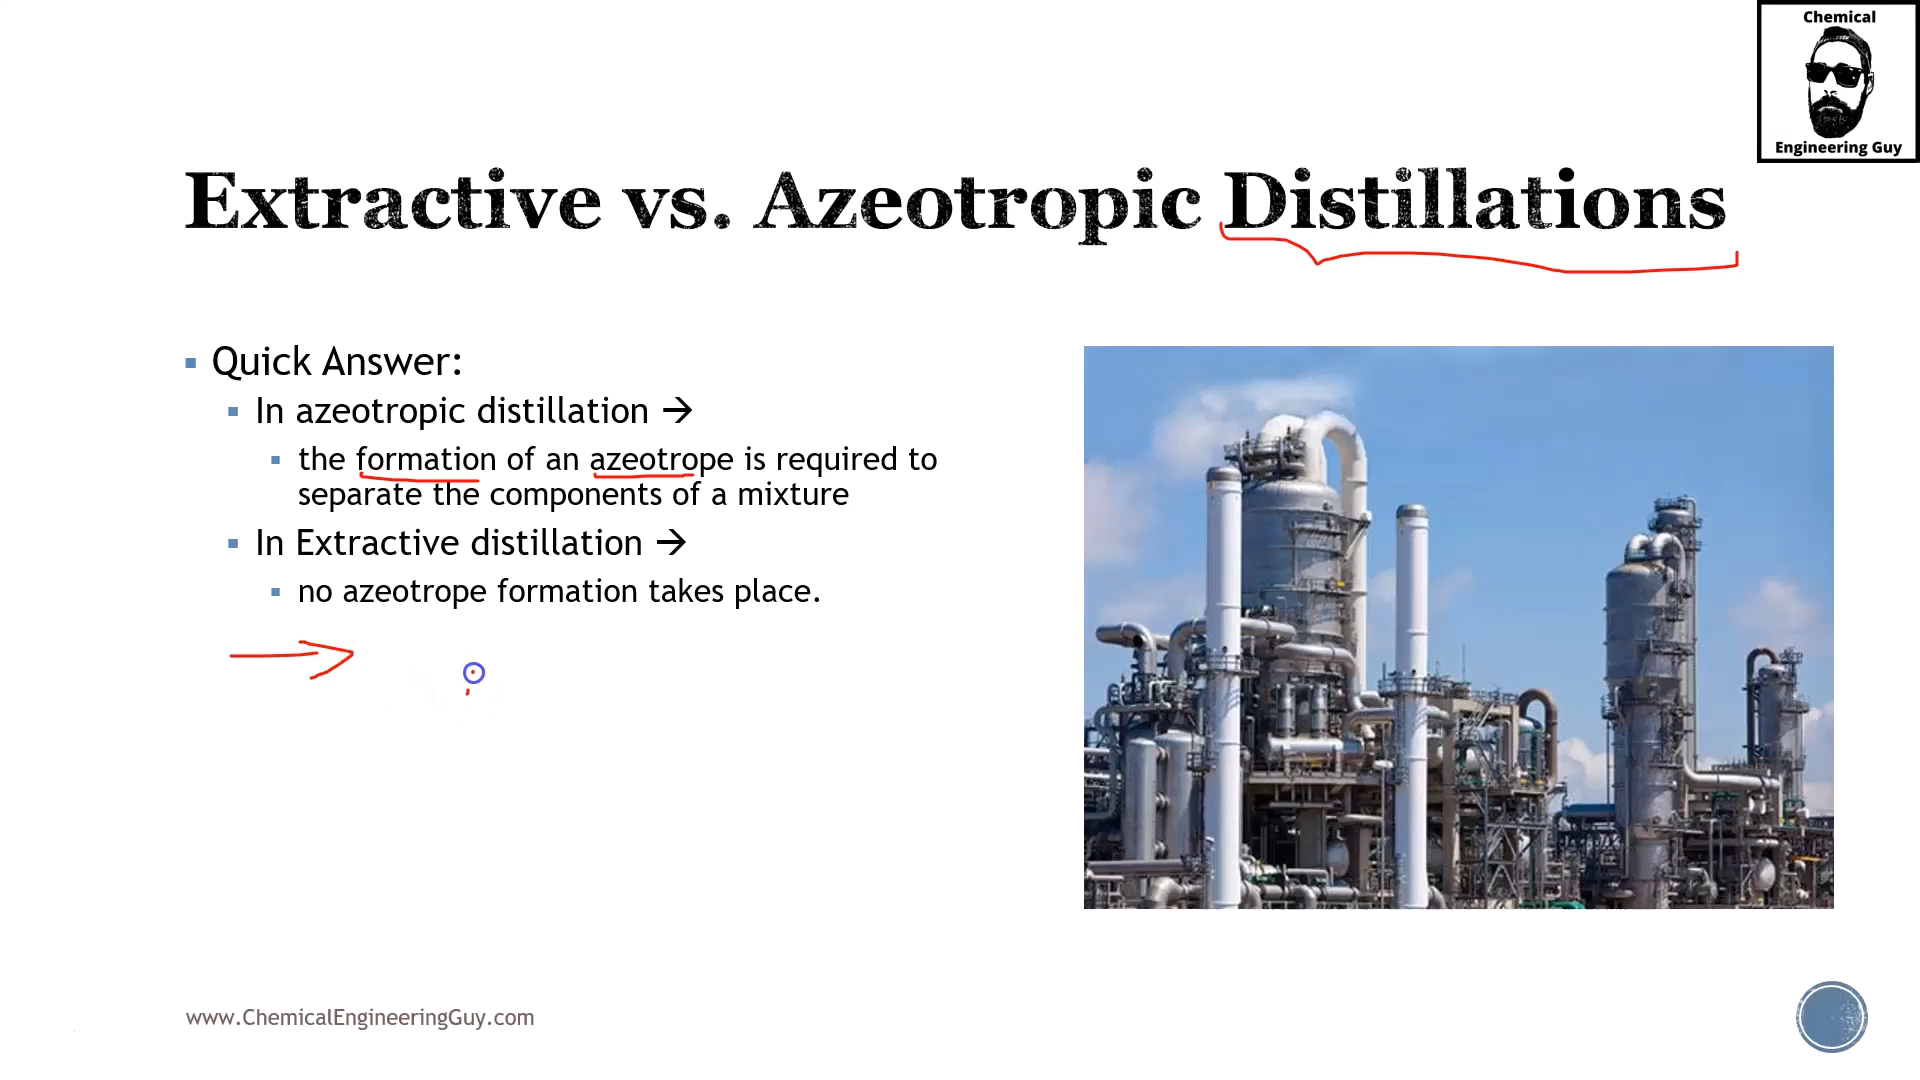 Chemical
Engineering Guy
Extractive vs. Azeotropic Distillations
Quick Answer:
In azeotropic distillation →
the formation of an azeotrope is required to
separate the components of a mixture
In Extractive distillation →
no azeotrope formation takes place.
www.ChemicalEngineeringGuy.com